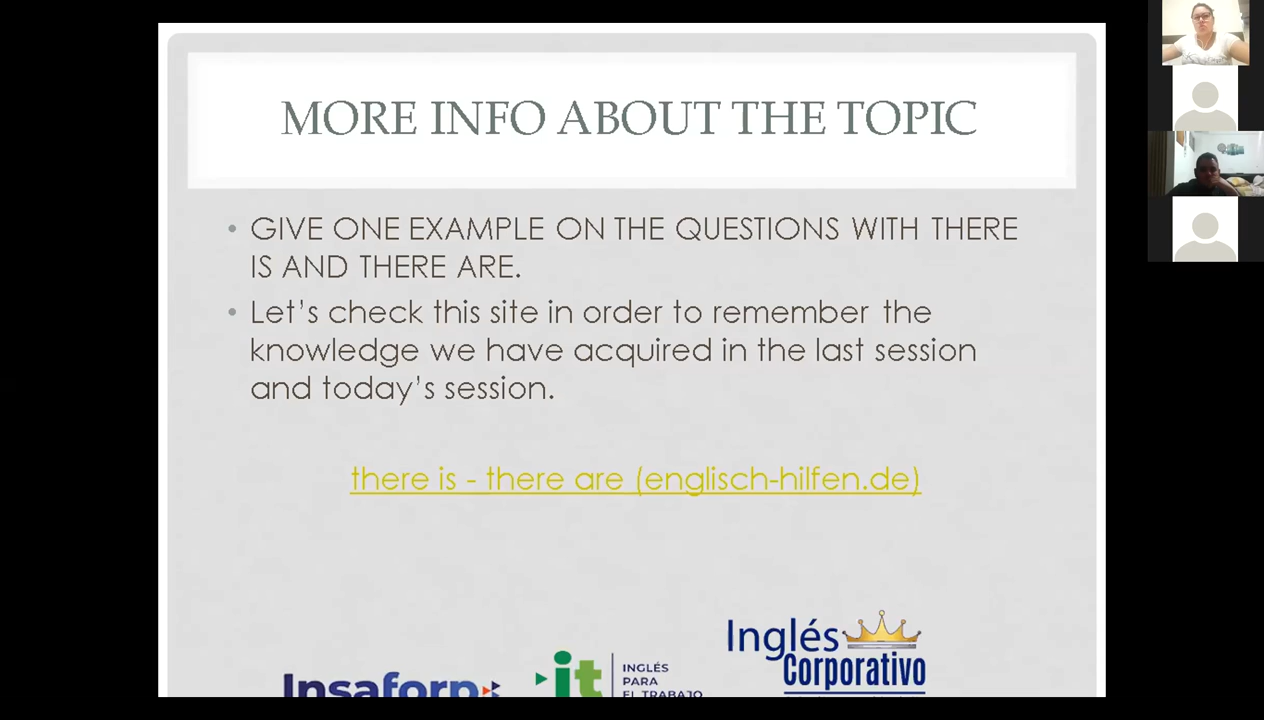 MORE INFO ABOUT THE TOPIC
• GIVE ONE EXAMPLE ON THE QUESTIONS WITH THERE
IS AND THERE ARE.
• Let's check this site in order to remember the
knowledge we have acquired in the last session
and today's session.
there is - there are (englisch-hilfen.de)
Inglés
Corporativo
Insaforp
it
INGLÉS
PARA
EL TRABAJO